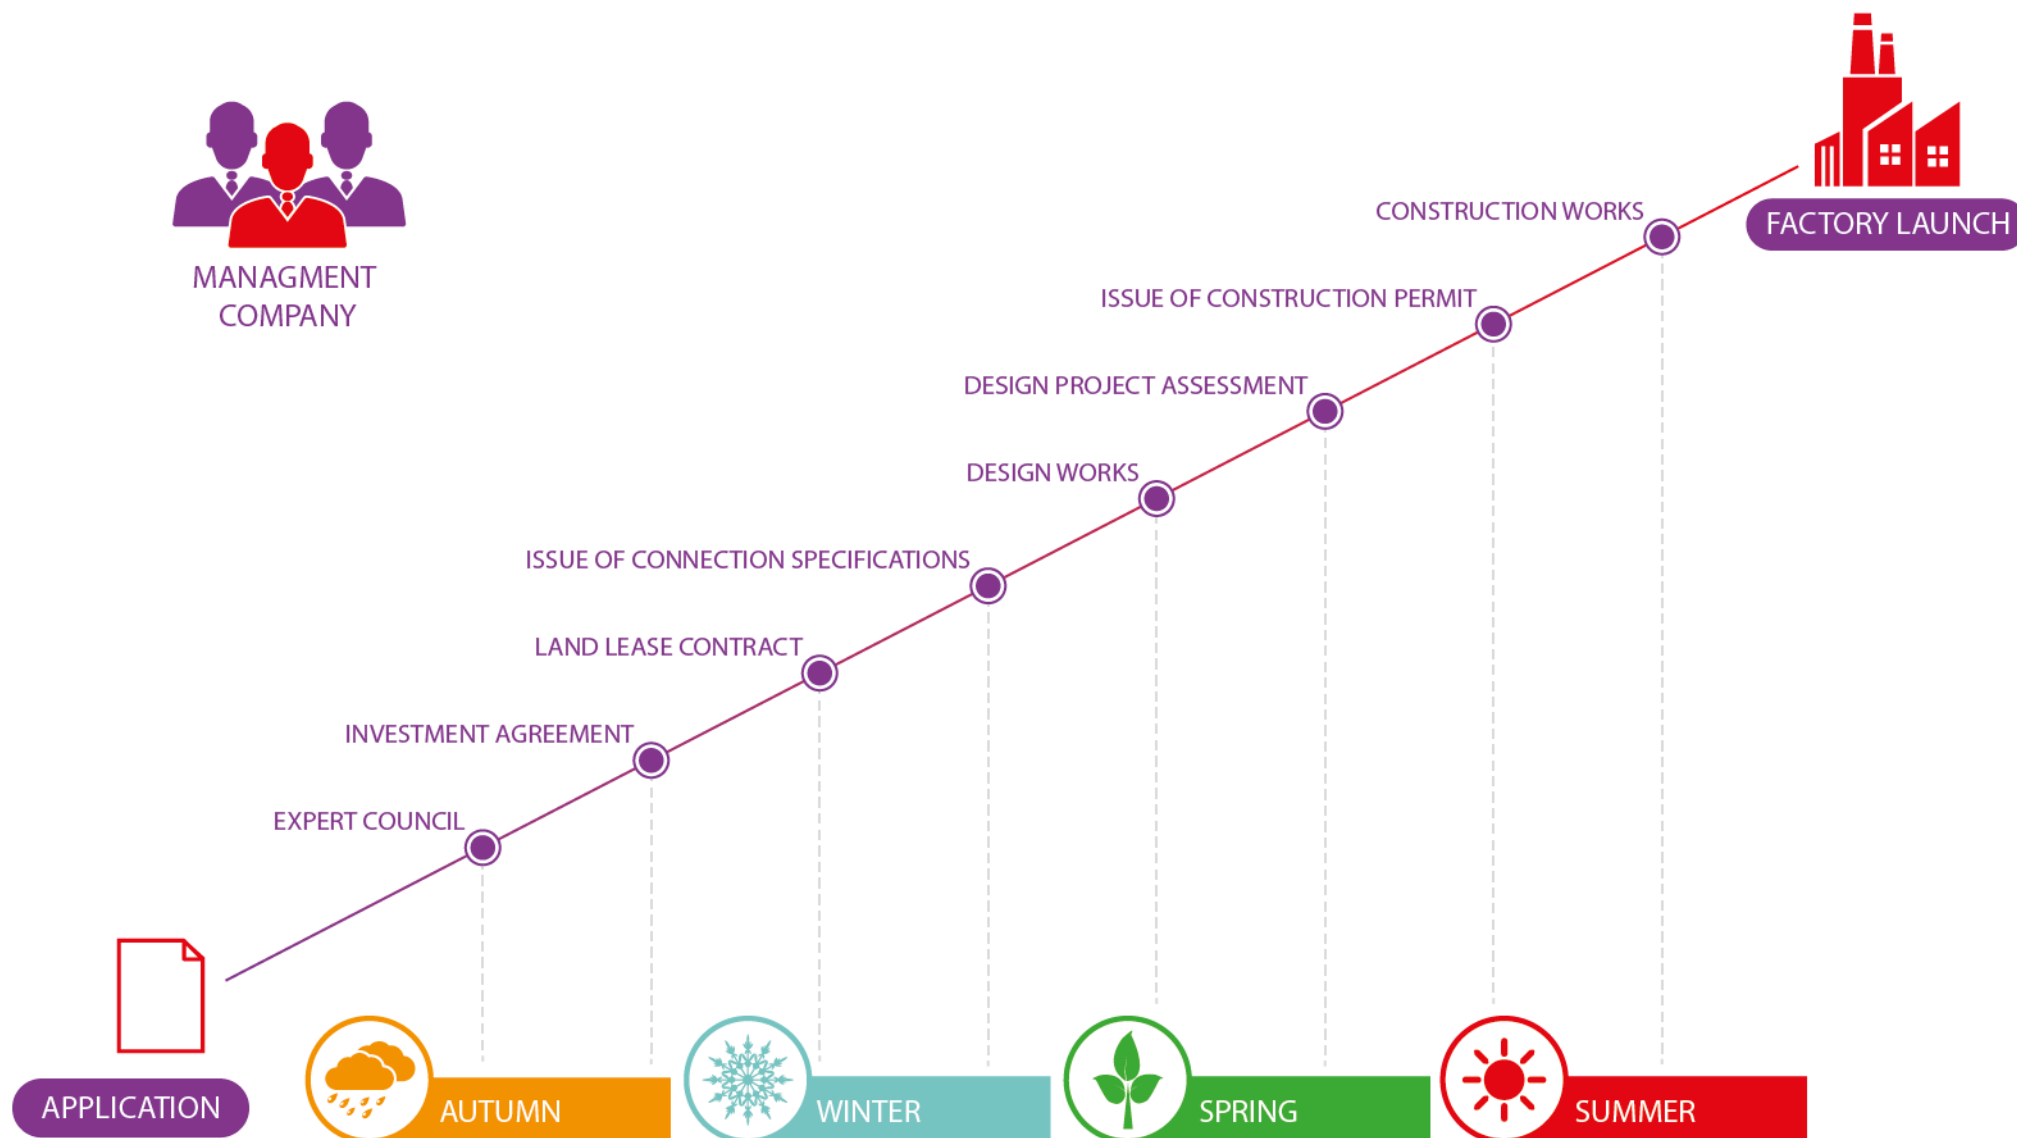 MANAGMENT
COMPANY
FACTORY LAUNCH
CONSTRUCTION WORKS
ISSUE OF CONSTRUCTION PERMIT
DESIGN PROJECT ASSESSMENT
DESIGN WORKS
ISSUE OF CONNECTION SPECIFICATIONS
LAND LEASE CONTRACT
INVESTMENT AGREEMENT
EXPERT COUNCIL
APPLICATION
AUTUMN
WINTER
SPRING
SUMMER